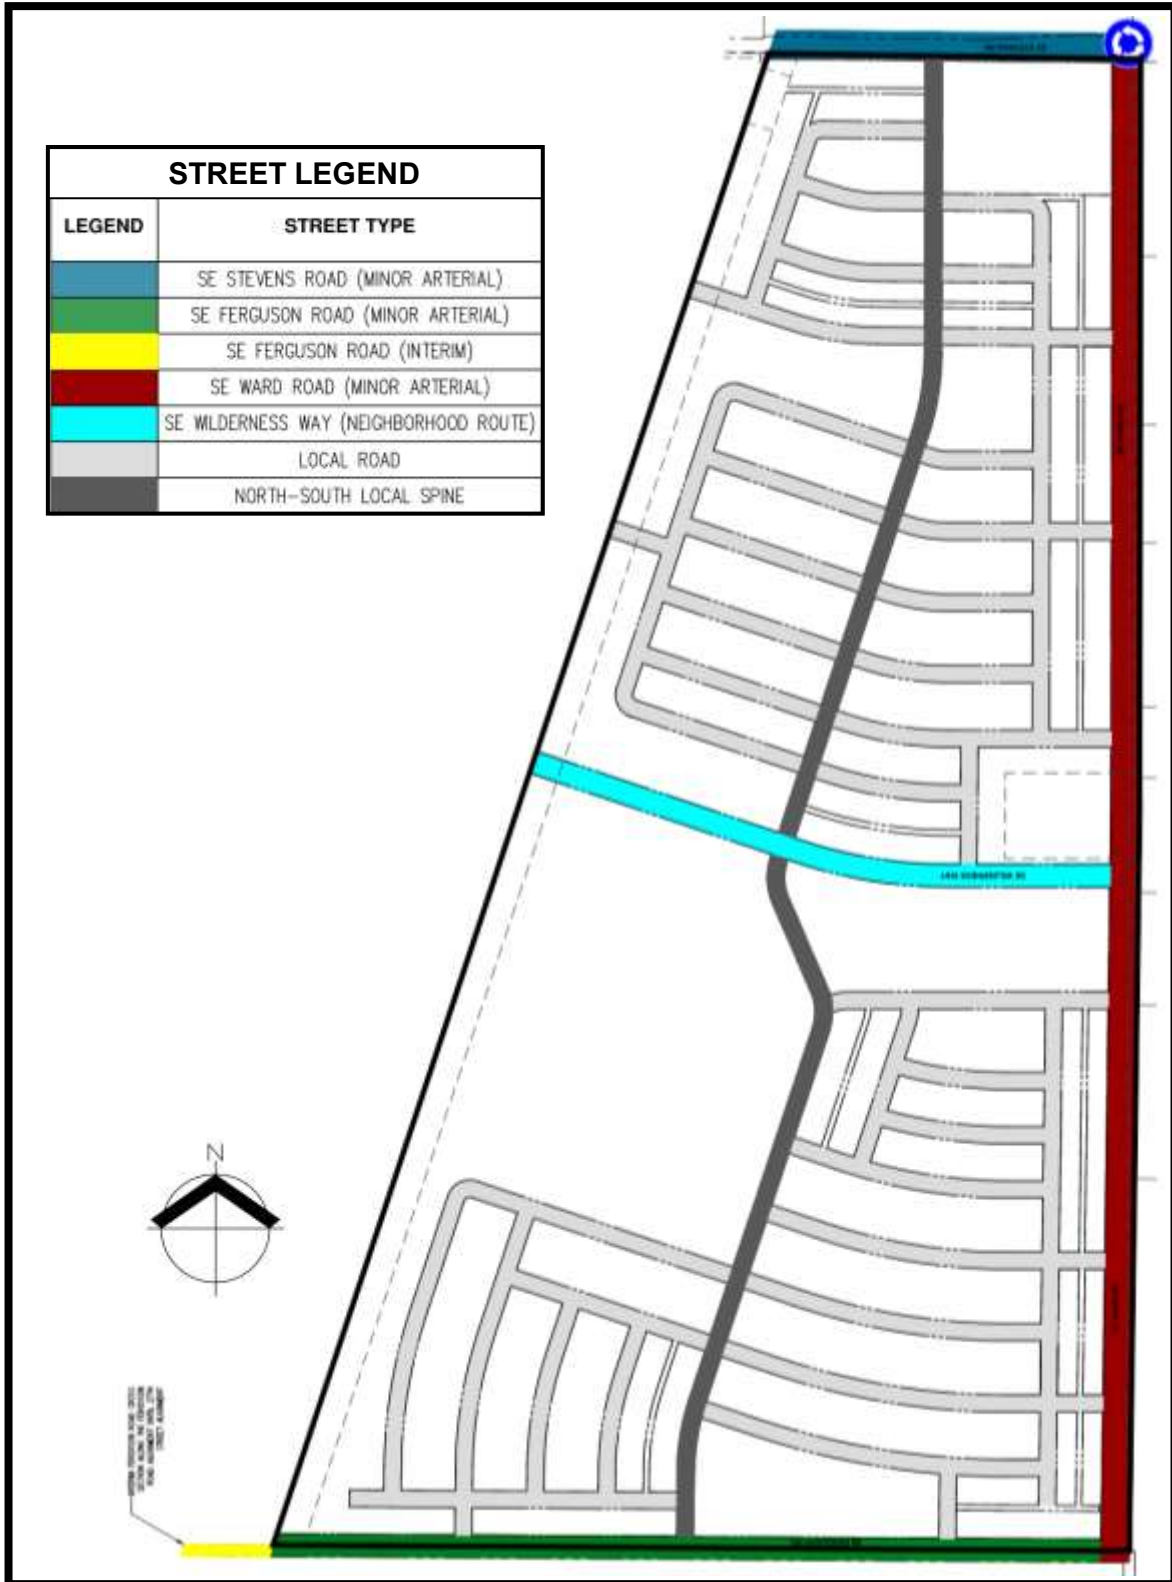 STREET LEGEND
LEGEND STREET TYPE
SE STEVENS ROAD (MINOR ARTERIAL)
SE FERGUSON ROAD (MINOR ARTERIAL)
SE FERGUSON ROAD (INTERIM)
SE WARD ROAD (MINOR ARTERIAL)
SE WILDERNESS WAY (NEIGHBORHOOD ROUTE)
LOCAL ROAD
NORTH-SOUTH LOCAL SPINE
N